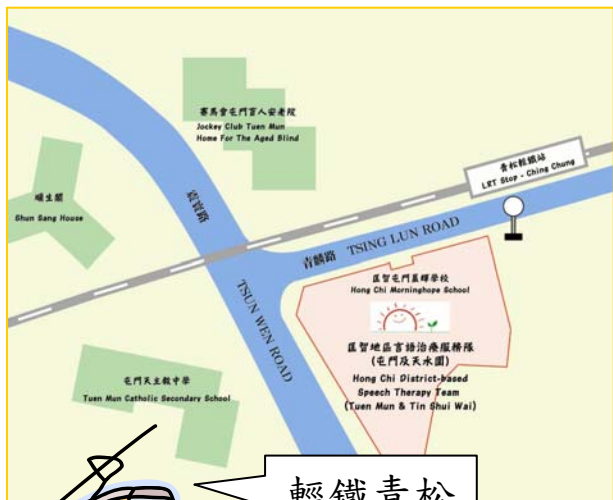 賽馬會屯門盲人安老院
Jockey Club Tuen Mun
Home For The Aged Blind
青松輕鐵站
LRT Stop - Ching Chung
順生閣
Shun Sang House
震寰路
TSUN WEN ROAD
青麟路 TSING LUN ROAD
匡智屯門晨輝學校
Hong Chi Morninghope School
匡智地區言語治療服務隊
(屯門及天水圍)
Hong Chi District-based
Speech Therapy Team
(Tuen Mun & Tin Shui Wai)
屯門天主教中學
Tuen Mun Catholic Secondary School
輕鐵青松